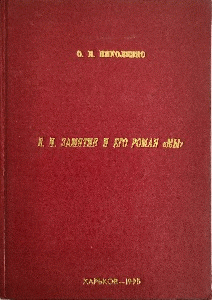 О. Н. НИКОЛЕНКО
Е. И. ЗАМЯТИН И ЕГО РОМАН «МЫ»
ХАРЬКОВ—1995